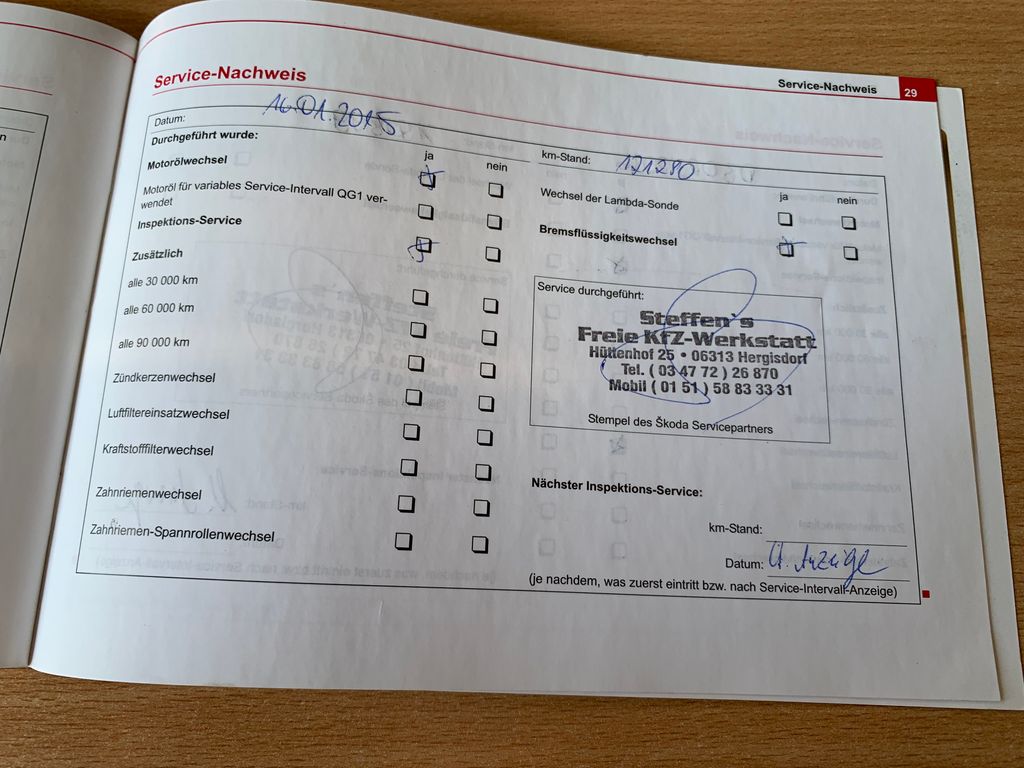 Service-Nachweis 29
Service-Nachweis
Datum: 16.01.2015
Durchgeführt wurde:
ja nein
Motorölwechsel
Motoröl für variables Service-Intervall QG1 ver-
wendet
Inspektions-Service
Zusätzlich
alle 30 000 km
alle 60 000 km
alle 90 000 km
Zündkerzenwechsel
Luftfiltereinsatzwechsel
Kraftstofffilterwechsel
Zahnriemenwechsel
Zahnriemen-Spannrollenwechsel
km-Stand: 171280
ja nein
Wechsel der Lambda-Sonde
Bremsflüssigkeitswechsel
Service durchgeführt:
Steffen's
Freie KfZ-Werkstatt
Hüttenhof 25 • 06313 Hergisdorf
Tel. ( 03 47 72 ) 26 870
Mobil ( 01 51 ) 58 83 33 31
Stempel des Škoda Servicepartners
Nächster Inspektions-Service:
km-Stand:
Datum: Anzeige
(je nachdem, was zuerst eintritt bzw. nach Service-Intervall-Anzeige)